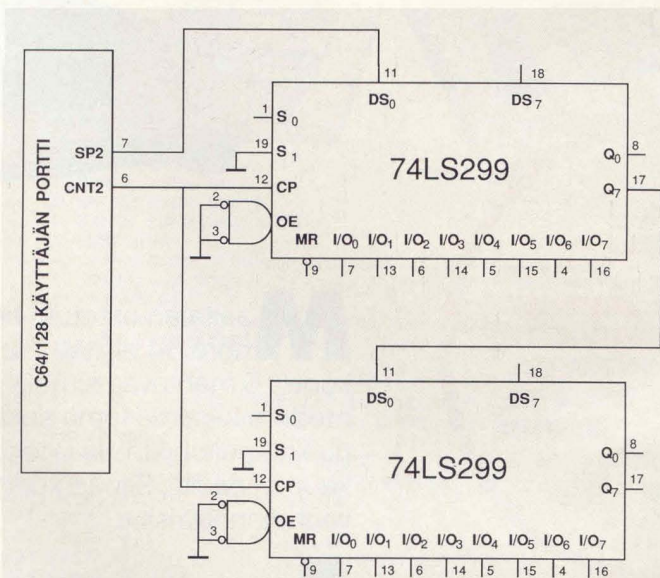 C64/128 KÄYTTÄJÄN PORTTI
SP2 7
CNT2 6
11 18
DS0 DS7
1 S0
19 S1
74LS299
Q0 8
Q7 17
12 CP
2
3
OE
MR I/O0 I/O1 I/O2 I/O3 I/O4 I/O5 I/O6 I/O7
9 7 13 6 14 5 15 4 16
11 18
DS0 DS7
1 S0
19 S1
74LS299
Q0 8
Q7 17
12 CP
2
3
OE
MR I/O0 I/O1 I/O2 I/O3 I/O4 I/O5 I/O6 I/O7
9 7 13 6 14 5 15 4 16